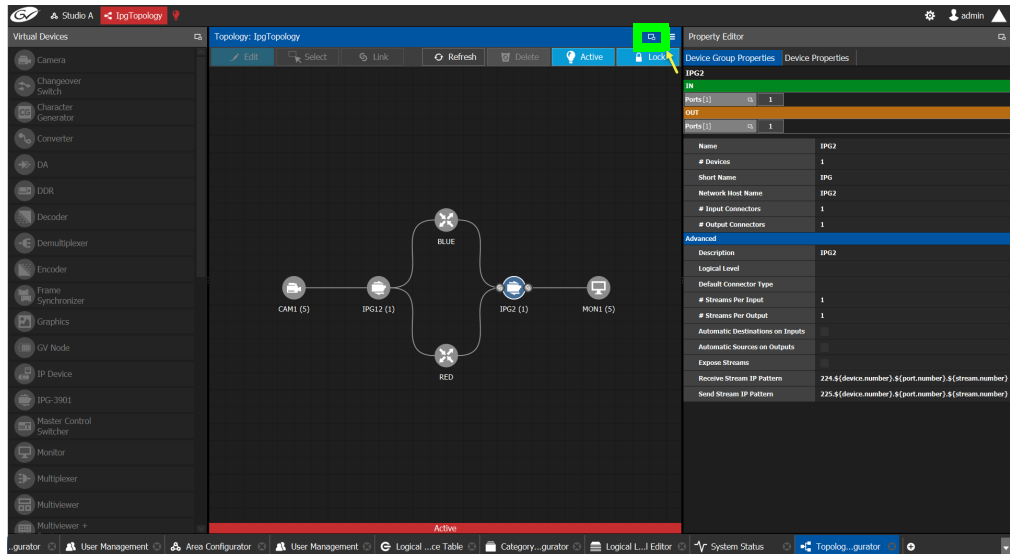 Studio A
IpgTopology
admin
Virtual Devices
Topology: IpgTopology
Property Editor
Edit
Select
Link
Refresh
Delete
Active
Lock
Camera
Changeover
Switch
Character
Generator
Converter
DA
DDR
Decoder
Demultiplexer
Encoder
Frame
Synchronizer
Graphics
GV Node
IP Device
IPG-3901
Master Control
Switcher
Monitor
Multiplexer
Multiviewer
Multiviewer +
BLUE
CAM1 (5)
IPG12 (1)
IPG2 (1)
MON1 (5)
RED
Active
Device Group Properties
Device Properties
IPG2
IN
Ports [1] 1
OUT
Ports [1] 1
Name IPG2
# Devices 1
Short Name IPG
Network Host Name IPG2
# Input Connectors 1
# Output Connectors 1
Advanced
Description IPG2
Logical Level
Default Connector Type
# Streams Per Input 1
# Streams Per Output 1
Automatic Destinations on Inputs
Automatic Sources on Outputs
Expose Streams
Receive Stream IP Pattern 224.${device.number}.${port.number}.${stream.number}
Send Stream IP Pattern 225.${device.number}.${port.number}.${stream.number}
..gurator
User Management
Area Configurator
User Management
Logical ...ce Table
Category...gurator
Logical L...l Editor
System Status
Topolog...gurator